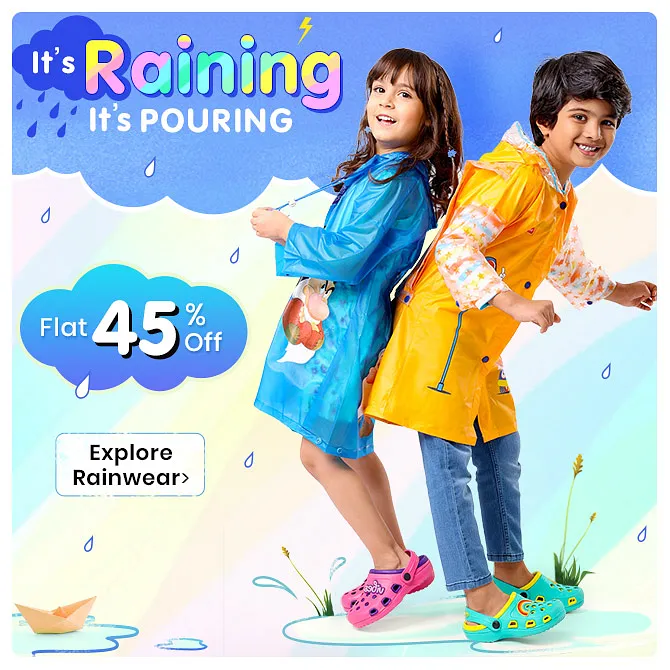 It's
Raining
It's POURING
Flat 45% Off
Explore
Rainwear>